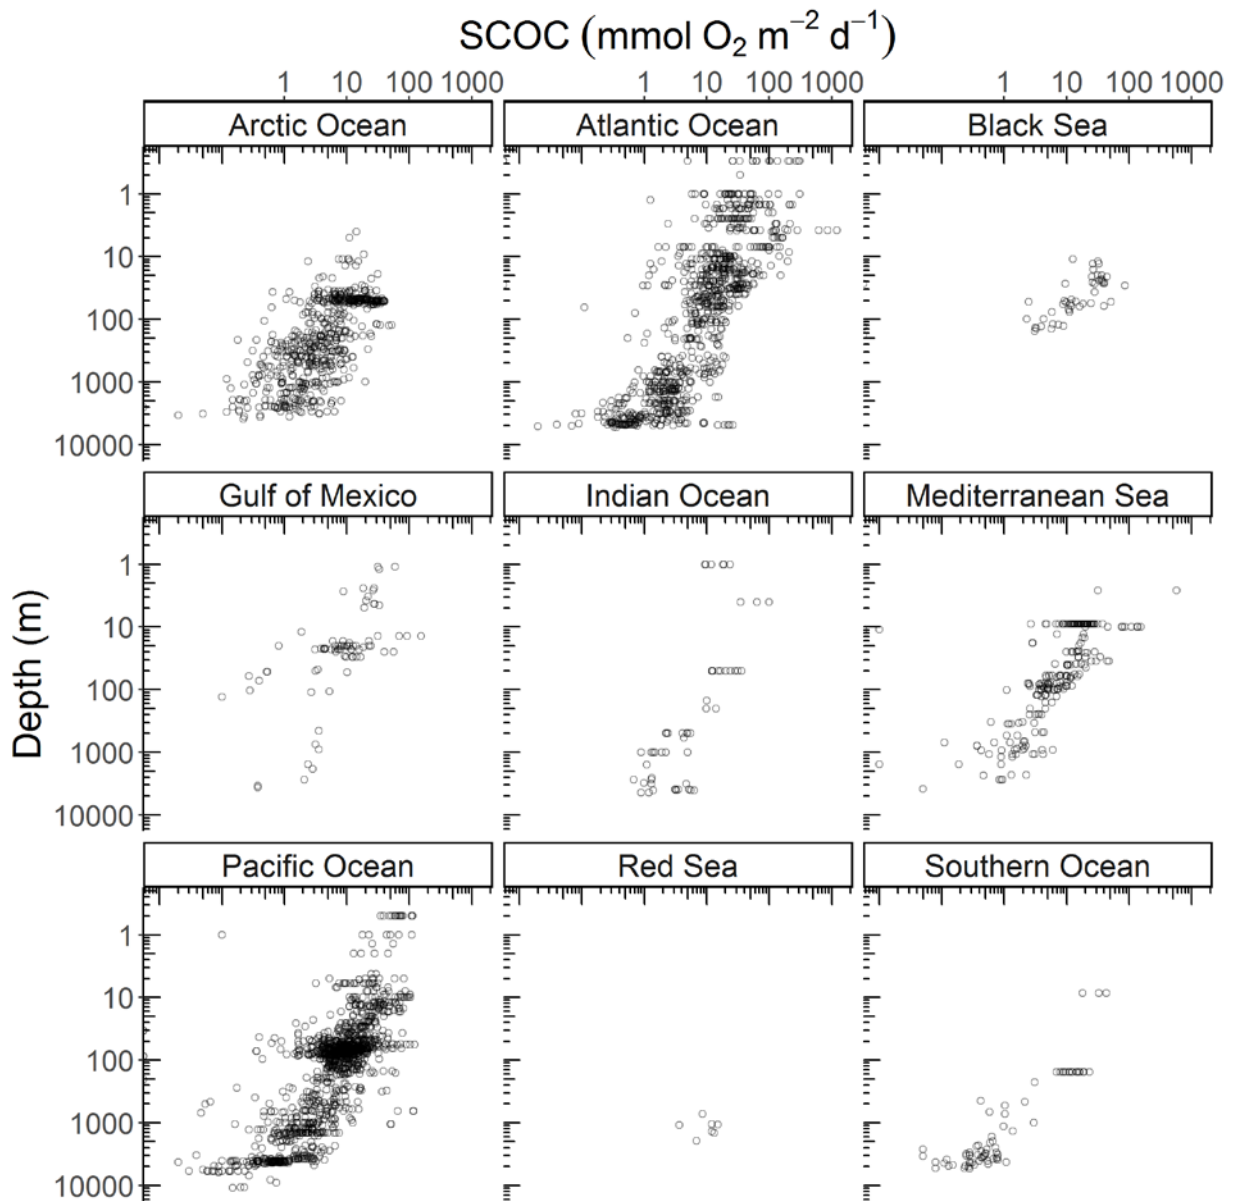 SCOC (mmol O₂ m⁻² d⁻¹)
1 10 100 1000 1 10 100 1000 1 10 100 1000
Arctic Ocean Atlantic Ocean Black Sea
1
10
100
1000
10000
Gulf of Mexico Indian Ocean Mediterranean Sea
1
10
100
1000
10000
Depth (m)
Pacific Ocean Red Sea Southern Ocean
1
10
100
1000
10000